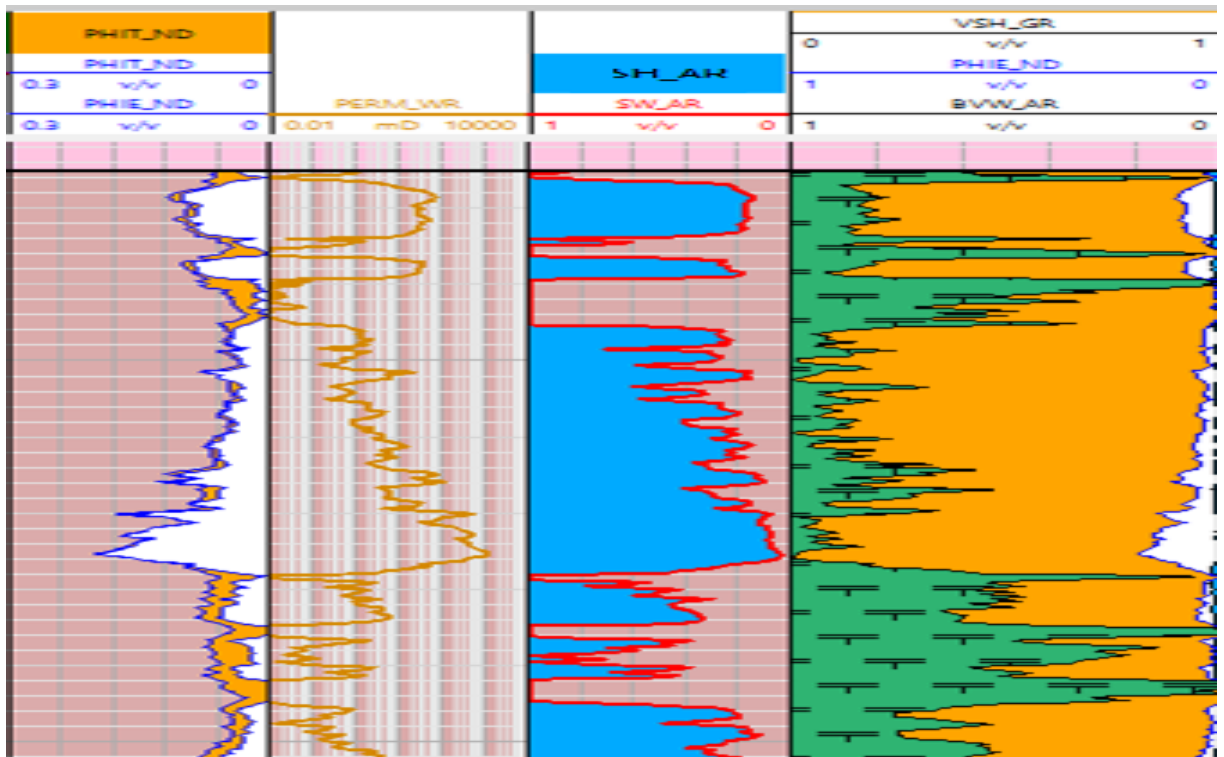 PHIT_ND
PHIT_ND
0.3 v/v 0
PHIE_ND
0.3 v/v 0
PERM_WR
0.01 mD 10000
SH_AR
SW_AR
1 v/v 0
VSH_GR
0 v/v 1
PHIE_ND
1 v/v 0
BVW_AR
1 v/v 0